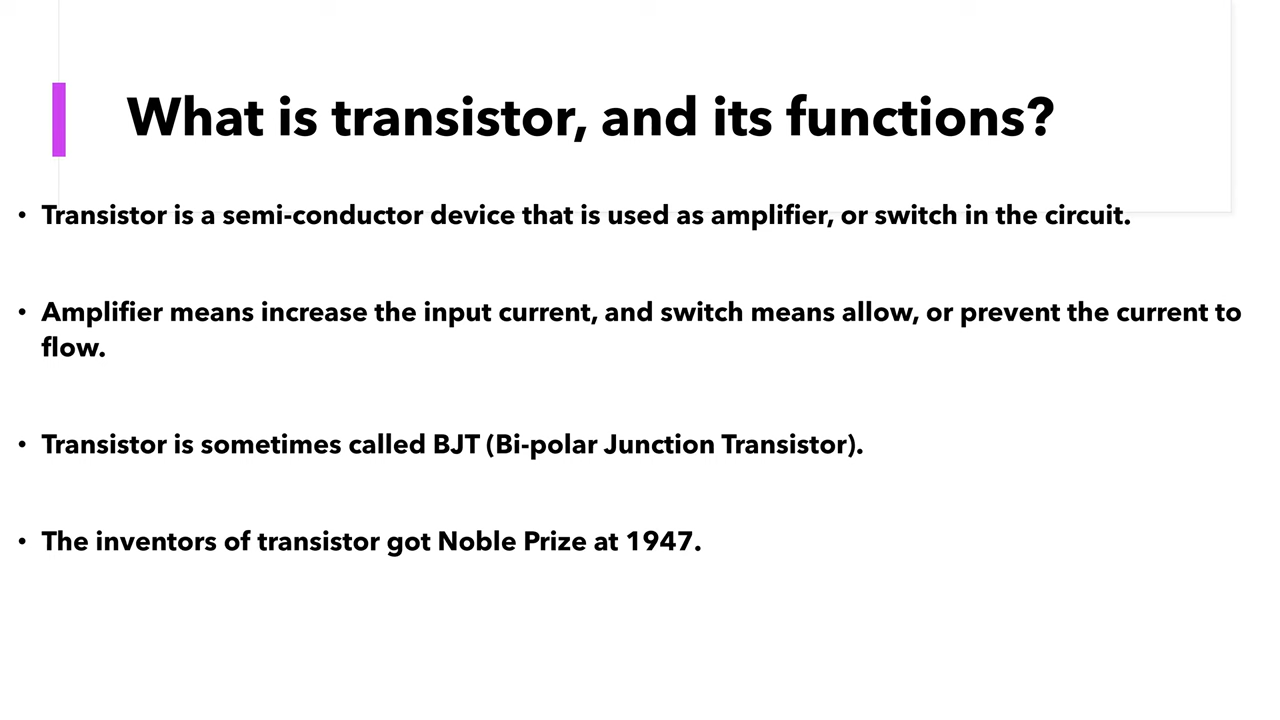 What is transistor, and its functions?
• Transistor is a semi-conductor device that is used as amplifier, or switch in the circuit.
• Amplifier means increase the input current, and switch means allow, or prevent the current to
flow.
• Transistor is sometimes called BJT (Bi-polar Junction Transistor).
• The inventors of transistor got Noble Prize at 1947.